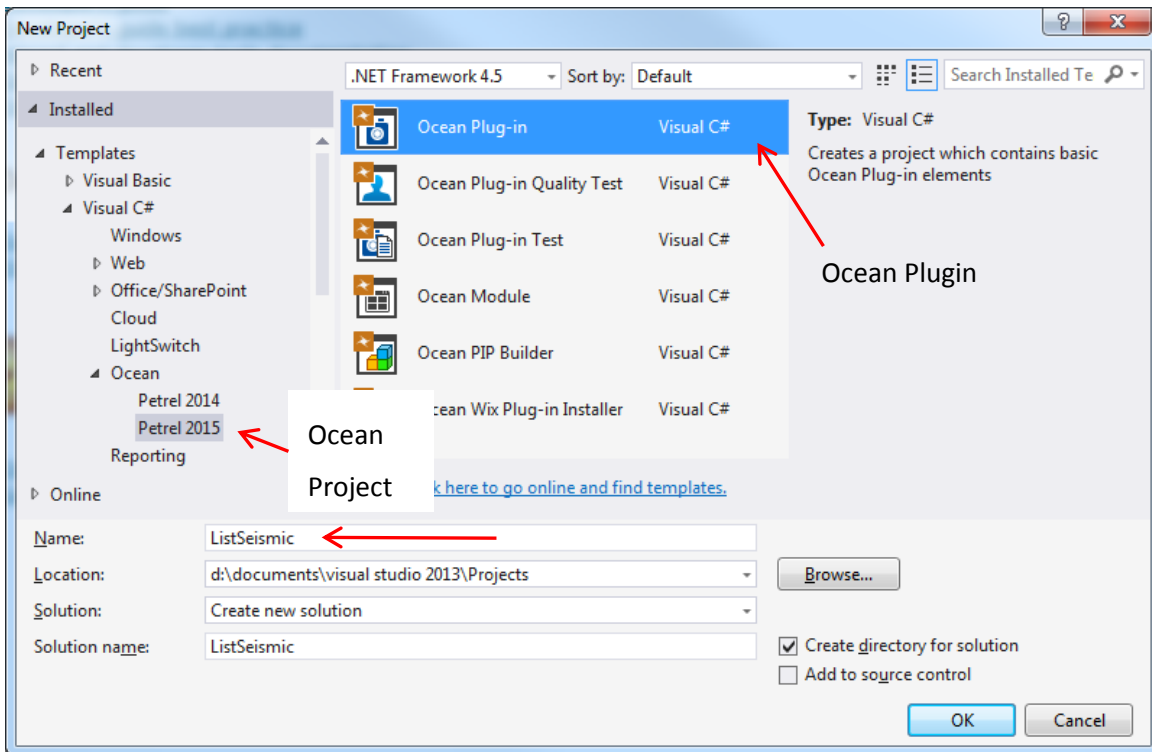 New Project
Recent
.NET Framework 4.5
Sort by: Default
Search Installed Te
Installed
Templates
Visual Basic
Visual C#
Windows
Web
Office/SharePoint
Cloud
LightSwitch
Ocean
Petrel 2014
Petrel 2015
Reporting
Online
Ocean Plug-in Visual C#
Ocean Plug-in Quality Test Visual C#
Ocean Plug-in Test Visual C#
Ocean Module Visual C#
Ocean PIP Builder Visual C#
cean Wix Plug-in Installer Visual C#
k here to go online and find templates.
Type: Visual C#
Creates a project which contains basic
Ocean Plug-in elements
Ocean Plugin
Ocean
Project
Name: ListSeismic
Location: d:\documents\visual studio 2013\Projects
Browse...
Solution: Create new solution
Solution name: ListSeismic
Create directory for solution
Add to source control
OK Cancel